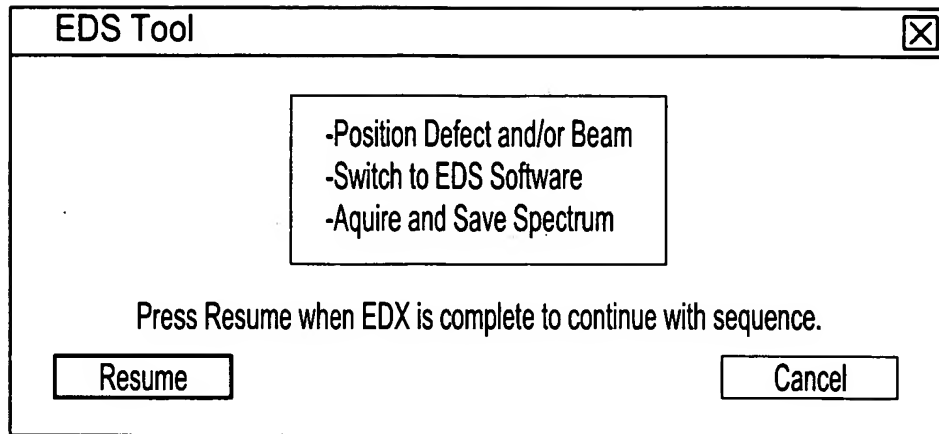 EDS Tool
-Position Defect and/or Beam
-Switch to EDS Software
-Aquire and Save Spectrum
Press Resume when EDX is complete to continue with sequence.
Resume
Cancel